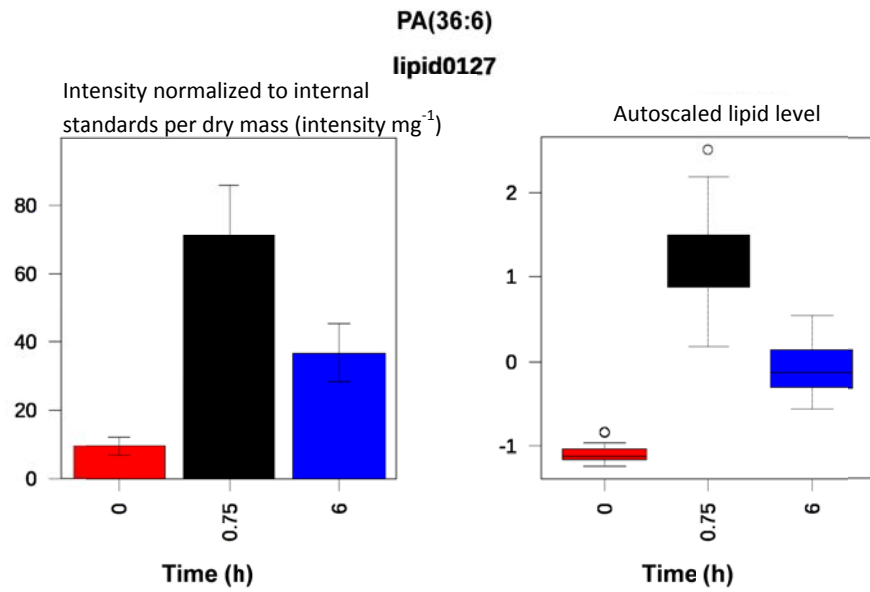 PA(36:6)
lipid0127
Intensity normalized to internal
standards per dry mass (intensity mg⁻¹)
80
60
40
20
0
0
0.75
6
Time (h)
Autoscaled lipid level
2
1
0
-1
0
0.75
6
Time (h)